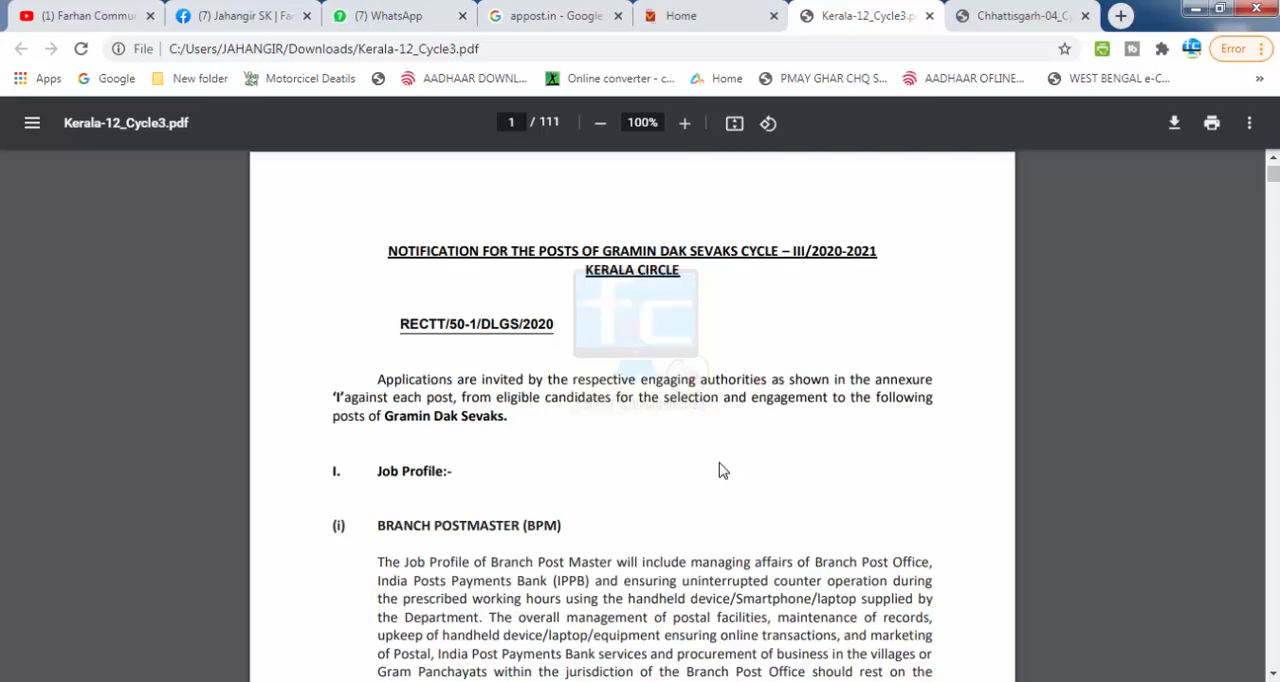 (1) Farhan Commu
(7) Jahangir SK | Fa
(7) WhatsApp
appost.in - Google
Home
Kerala-12_Cycle3.p
Chhattisgarh-04_Cy
File
C:/Users/JAHANGIR/Downloads/Kerala-12_Cycle3.pdf
Error
Apps
Google
New folder
Motoricel Deatils
AADHAAR DOWNL...
Online converter - c...
Home
PMAY GHAR CHQ S...
AADHAAR OFLINE...
WEST BENGAL e-C...
»
Kerala-12_Cycle3.pdf
1 / 111
100%
NOTIFICATION FOR THE POSTS OF GRAMIN DAK SEVAKS CYCLE – III/2020-2021
KERALA CIRCLE
fc
RECTT/50-1/DLGS/2020
Applications are invited by the respective engaging authorities as shown in the annexure
‘I’against each post, from eligible candidates for the selection and engagement to the following
posts of Gramin Dak Sevaks.
I. Job Profile:-
(i) BRANCH POSTMASTER (BPM)
The Job Profile of Branch Post Master will include managing affairs of Branch Post Office,
India Posts Payments Bank (IPPB) and ensuring uninterrupted counter operation during
the prescribed working hours using the handheld device/Smartphone/laptop supplied by
the Department. The overall management of postal facilities, maintenance of records,
upkeep of handheld device/laptop/equipment ensuring online transactions, and marketing
of Postal, India Post Payments Bank services and procurement of business in the villages or
Gram Panchayats within the jurisdiction of the Branch Post Office should rest on the